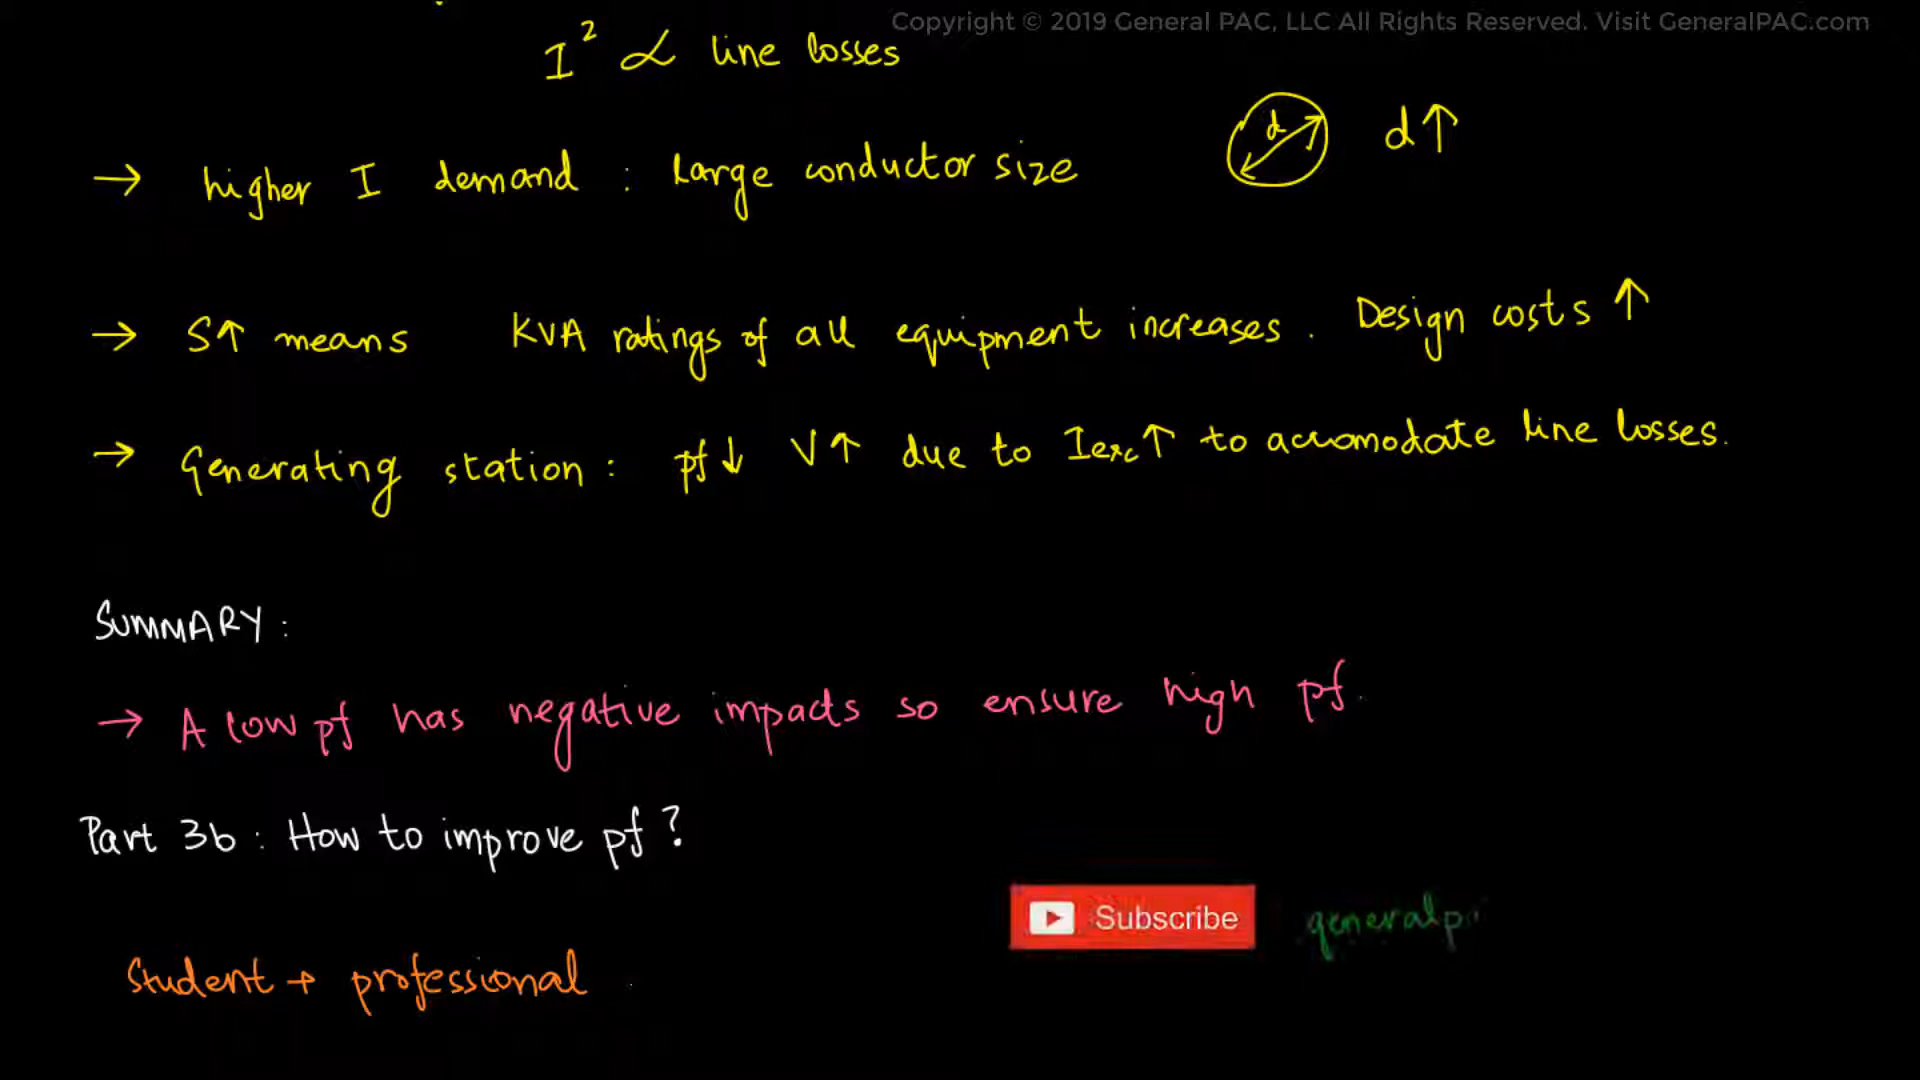 Copyright © 2019 General PAC, LLC All Rights Reserved. Visit GeneralPAC.com
I² ∝ line losses
→ higher I demand : Large conductor size d d↑
→ S↑ means KVA ratings of all equipment increases. Design costs ↑
→ Generating station : pf↓ V↑ due to Iexc↑ to accomodate line losses.
SUMMARY:
→ A low pf has negative impacts so ensure high pf.
Part 3b : How to improve pf ?
Subscribe generalp
Student + professional